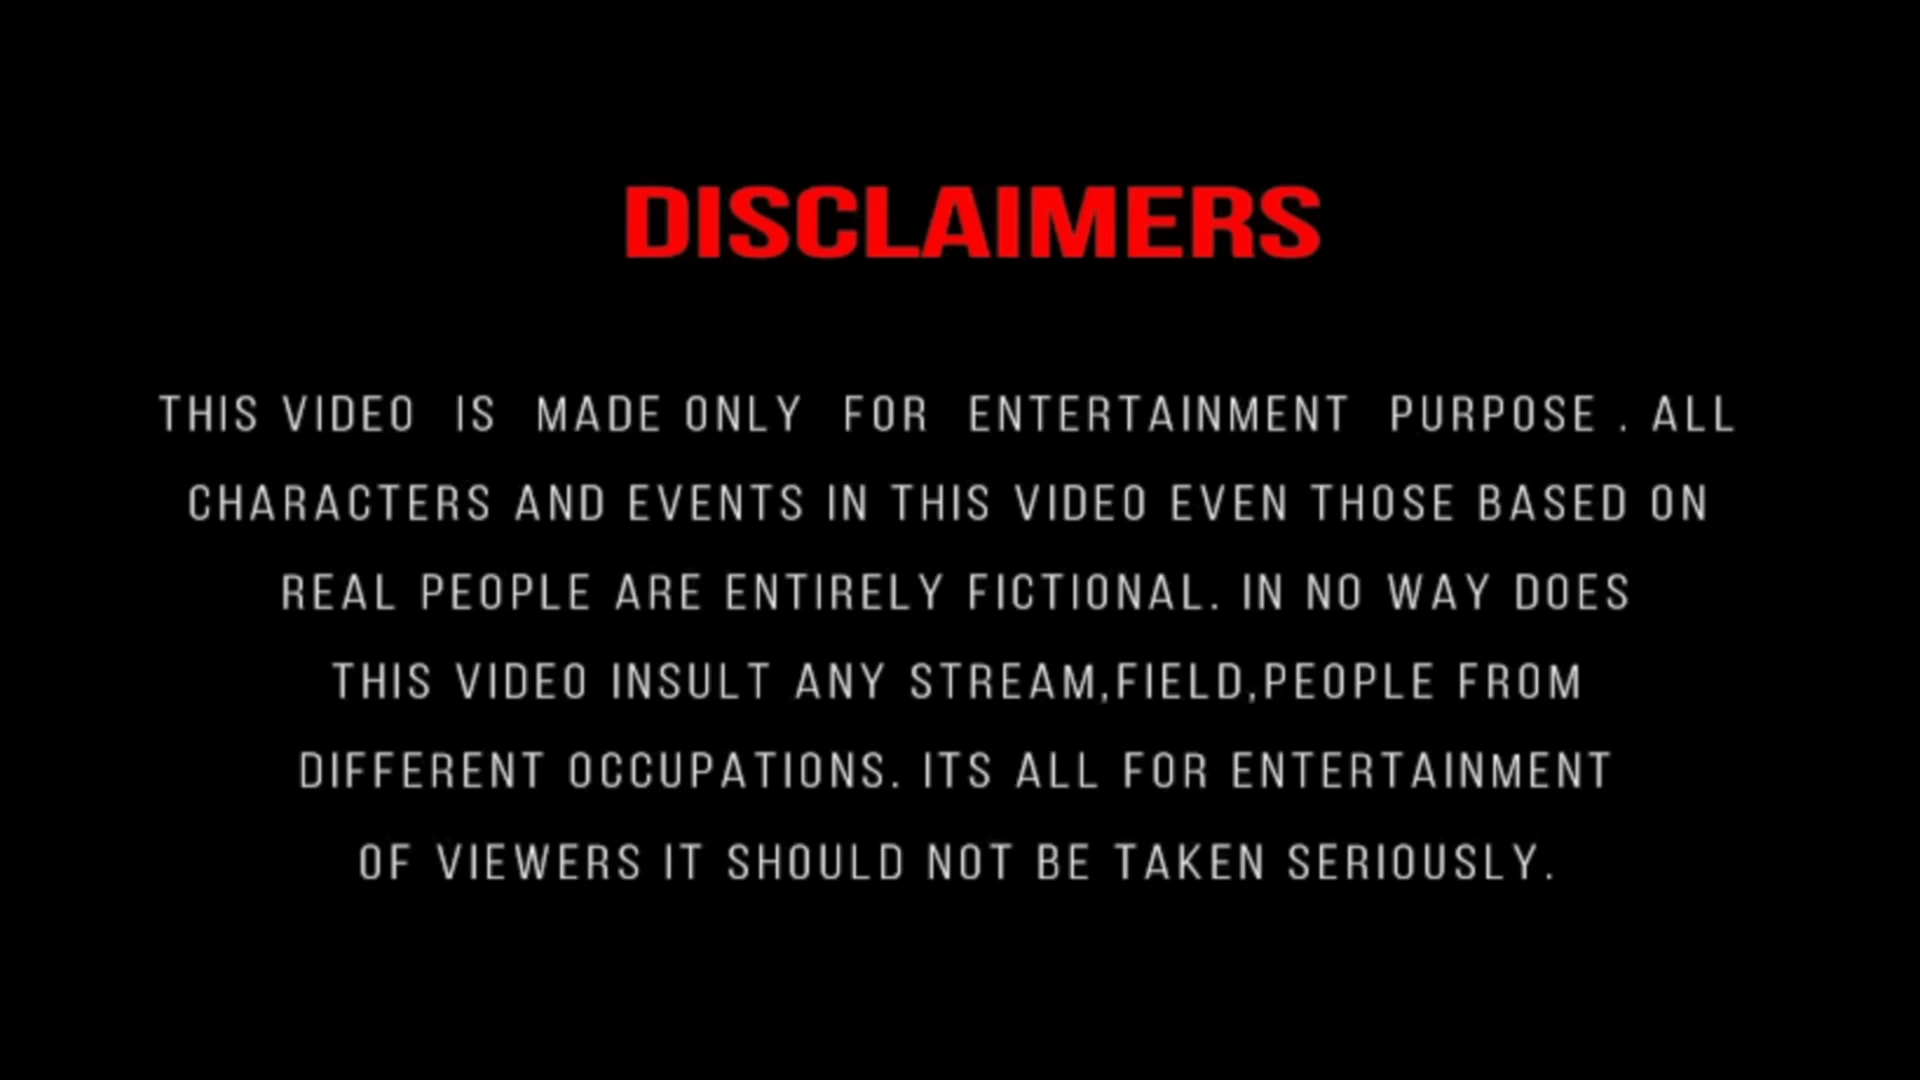 DISCLAIMERS
THIS VIDEO IS MADE ONLY FOR ENTERTAINMENT PURPOSE . ALL
CHARACTERS AND EVENTS IN THIS VIDEO EVEN THOSE BASED ON
REAL PEOPLE ARE ENTIRELY FICTIONAL. IN NO WAY DOES
THIS VIDEO INSULT ANY STREAM,FIELD,PEOPLE FROM
DIFFERENT OCCUPATIONS. ITS ALL FOR ENTERTAINMENT
OF VIEWERS IT SHOULD NOT BE TAKEN SERIOUSLY.